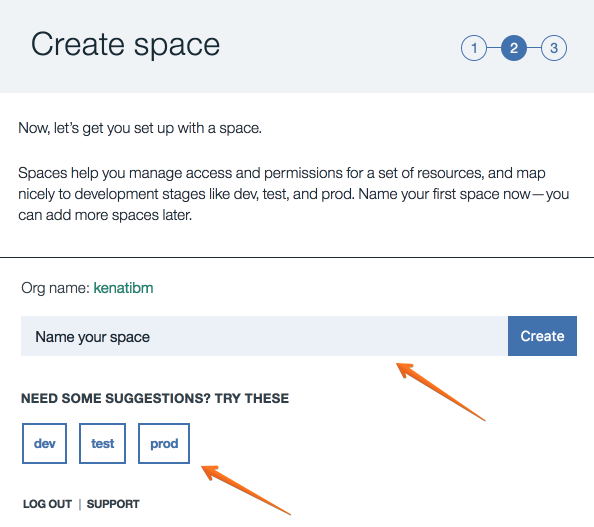 Create space
1 2 3
Now, let’s get you set up with a space.
Spaces help you manage access and permissions for a set of resources, and map
nicely to development stages like dev, test, and prod. Name your first space now—you
can add more spaces later.
Org name: kenatibm
Name your space
Create
NEED SOME SUGGESTIONS? TRY THESE
dev test prod
LOG OUT | SUPPORT